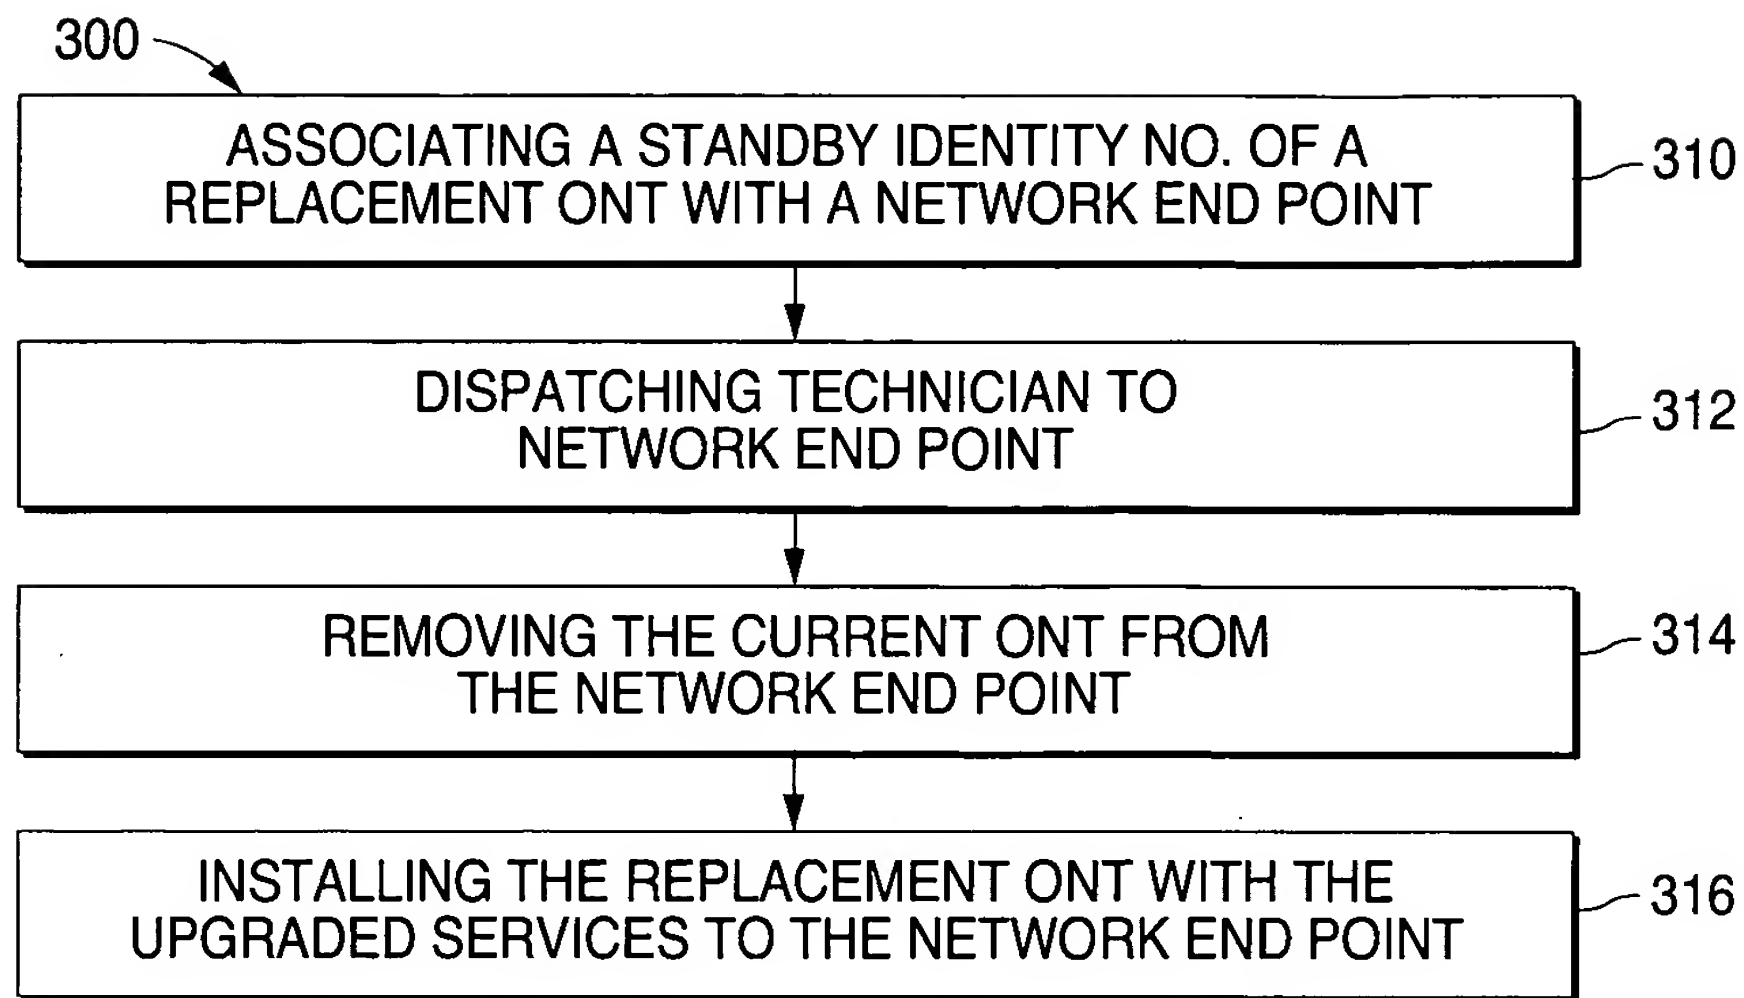 300
ASSOCIATING A STANDBY IDENTITY NO. OF A
REPLACEMENT ONT WITH A NETWORK END POINT
310
DISPATCHING TECHNICIAN TO
NETWORK END POINT
312
REMOVING THE CURRENT ONT FROM
THE NETWORK END POINT
314
INSTALLING THE REPLACEMENT ONT WITH THE
UPGRADED SERVICES TO THE NETWORK END POINT
316